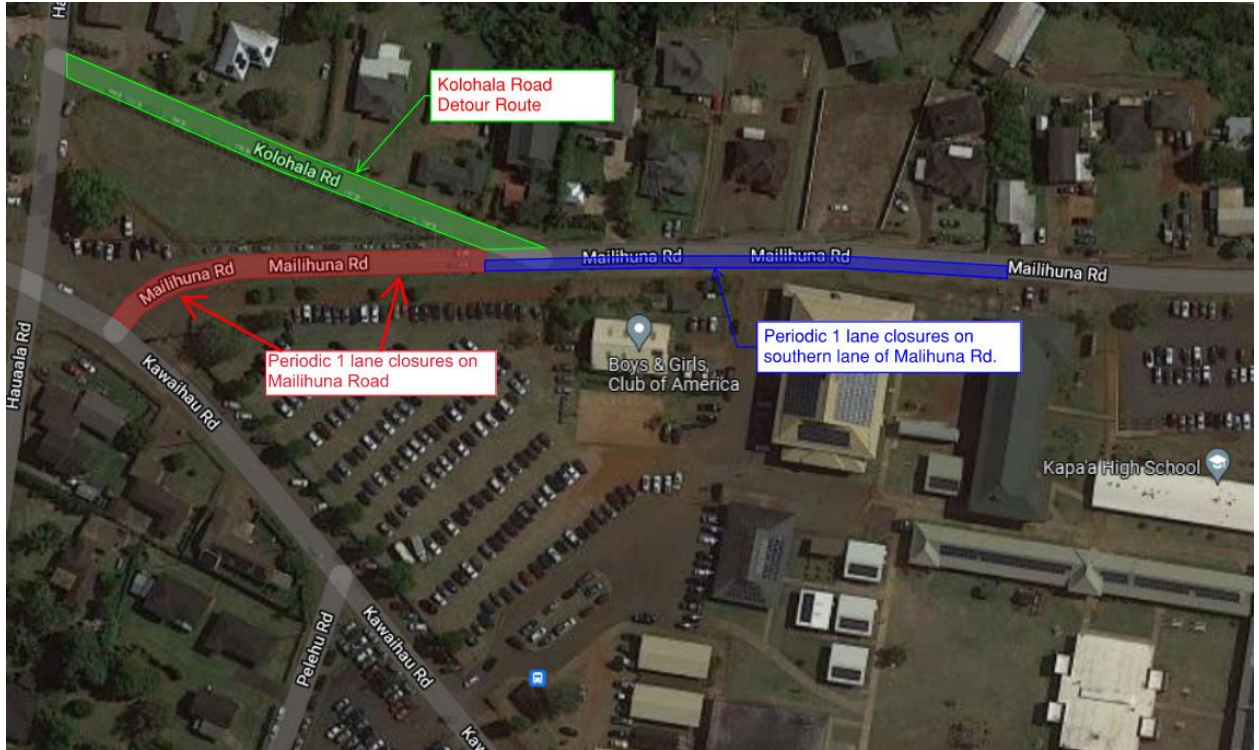 Ha
Kolohala Road
Detour Route
Kolohala Rd
Mailihuna Rd
Mailihuna Rd
Mailihuna Rd
Mailihuna Rd
Mailihuna Rd
Hauaala Rd
Periodic 1 lane closures on
Mailihuna Road
Periodic 1 lane closures on
southern lane of Malihuna Rd.
Boys & Girls
Club of America
Kawaihau Rd
Kapa'a High School
Pelehu Rd
Kawaihau Rd
Kaw